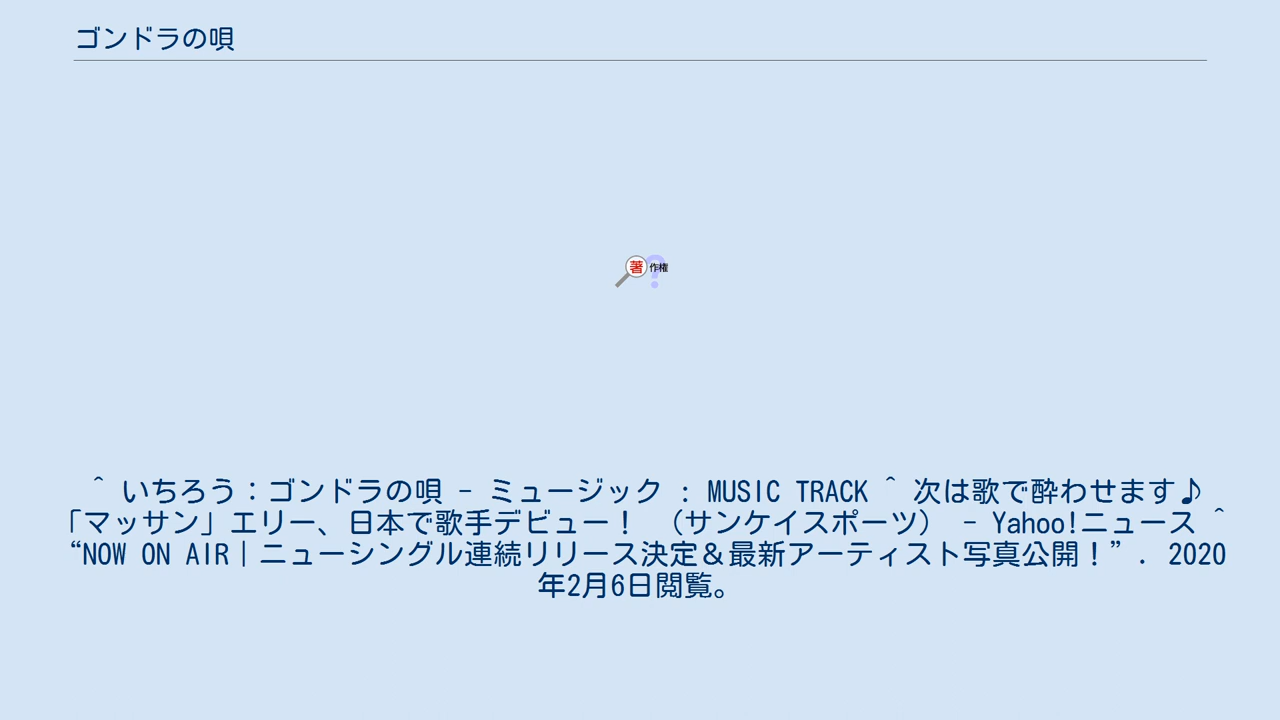 ゴンドラの唄
著作権
^ いちろう：ゴンドラの唄 - ミュージック : MUSIC TRACK ^ 次は歌で酔わせます♪
「マッサン」エリー、日本で歌手デビュー！ （サンケイスポーツ） - Yahoo!ニュース ^
“NOW ON AIR｜ニューシングル連続リリース決定＆最新アーティスト写真公開！”. 2020
年2月6日閲覧。